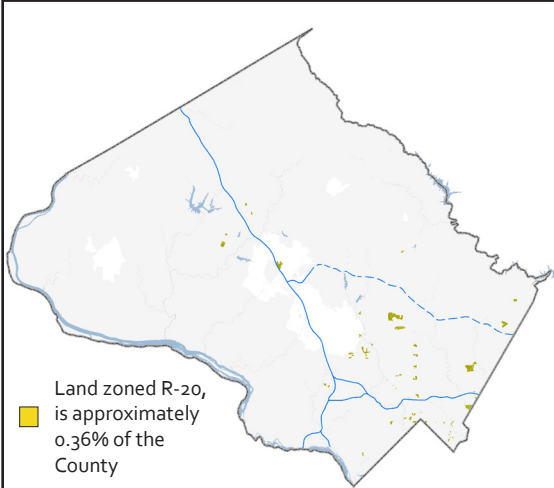 Land zoned R-20,
is approximately
0.36% of the
County